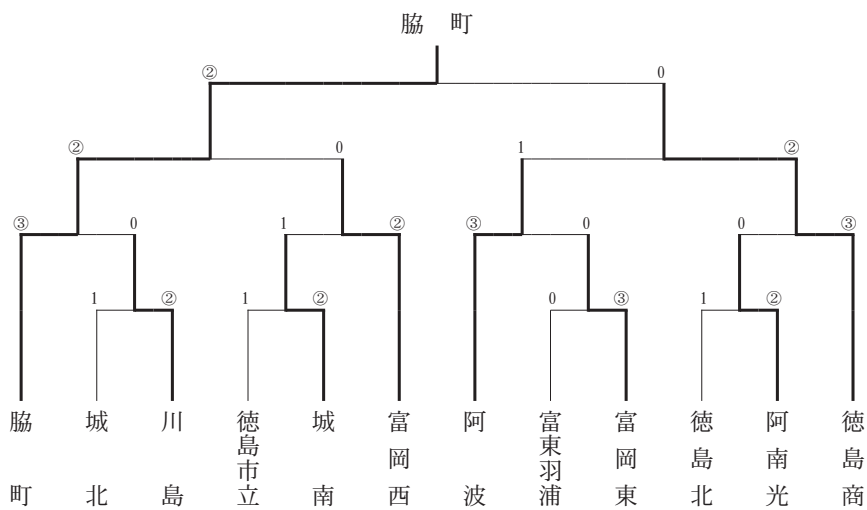 脇町
② 0
② 0 1 ②
③ 0 1 ② ③ 0 0 ③
1 ② 1 ② 0 ③ 1 ②
脇町
城北
川島
徳島市立
城南
富岡西
阿波
富東羽浦
富岡東
徳島北
阿南光
徳島商